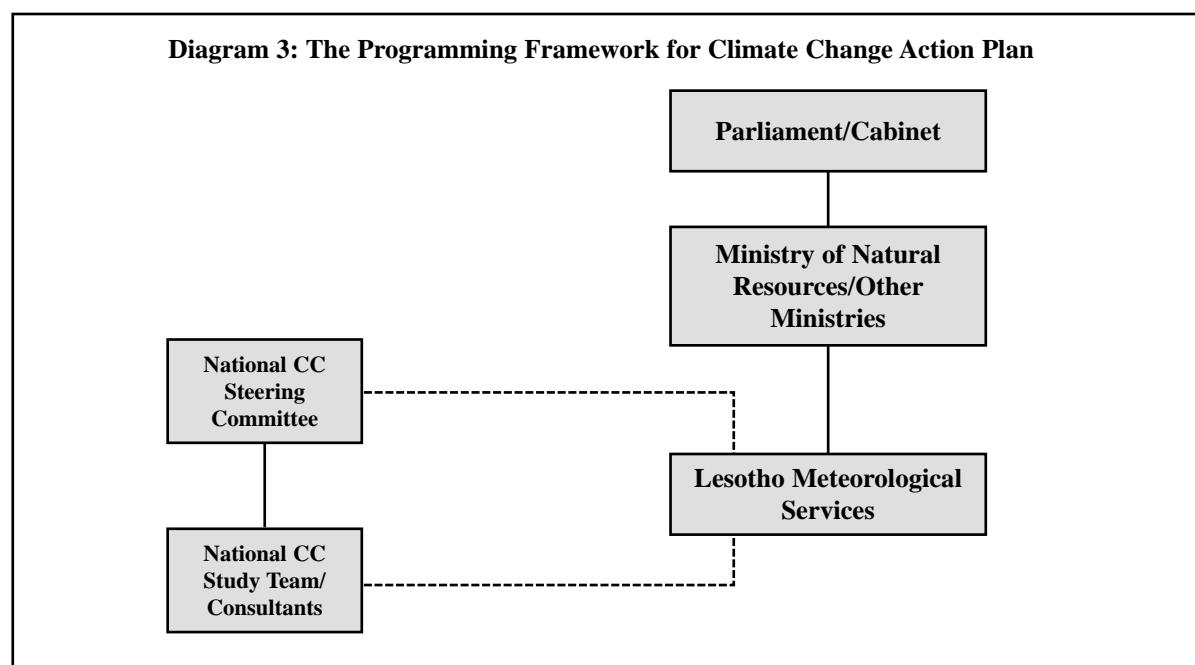 Diagram 3: The Programming Framework for Climate Change Action Plan
Parliament/Cabinet
Ministry of Natural
Resources/Other
Ministries
National CC
Steering
Committee
Lesotho Meteorological
Services
National CC
Study Team/
Consultants